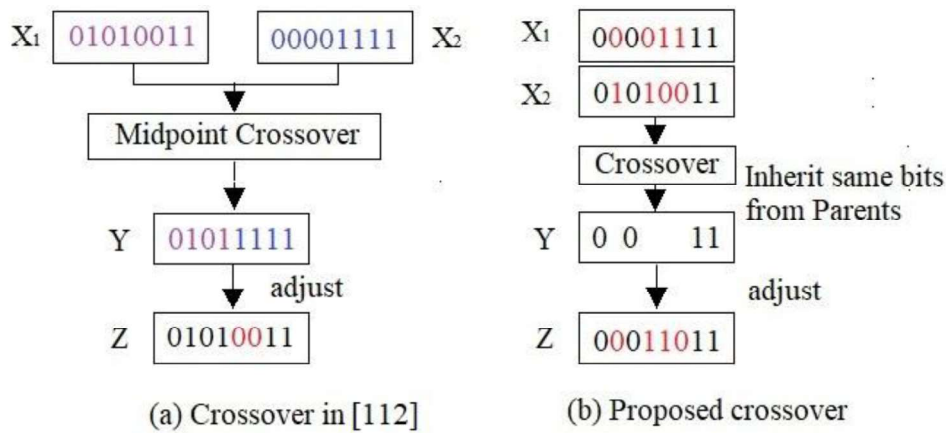 X1 01010011 00001111 X2
Midpoint Crossover
Y 01011111
adjust
Z 01010011
(a) Crossover in [112]
X1 00001111
X2 01010011
Crossover
Inherit same bits
from Parents
Y 0 0 11
adjust
Z 00011011
(b) Proposed crossover